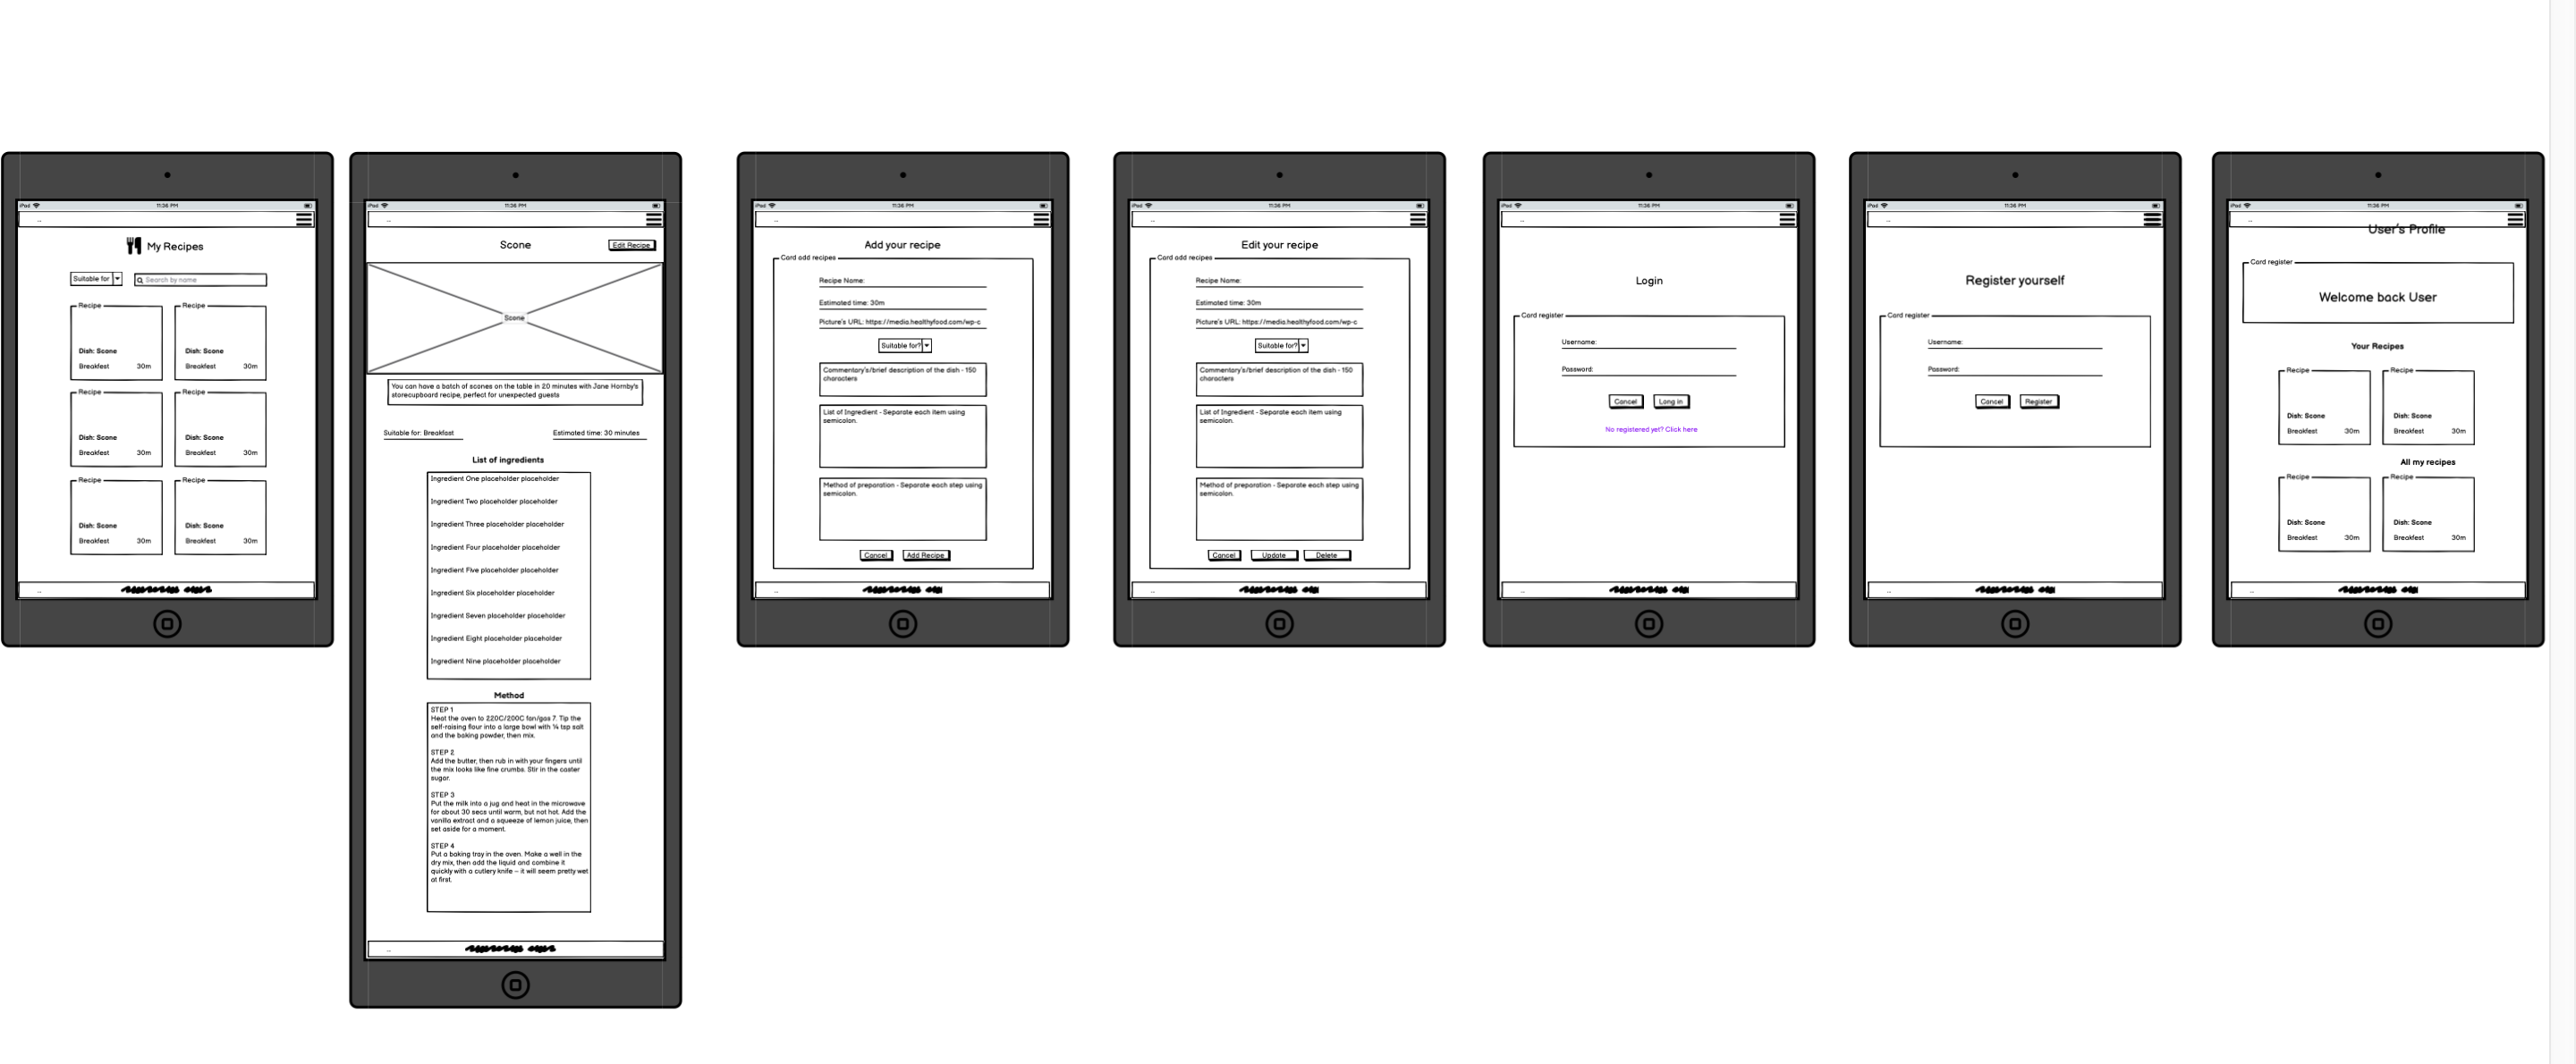 iPad 11:36 PM
My Recipes
Suitable for Search by name
Recipe Recipe
Dish: Scone Dish: Scone
Breakfast 30m Breakfast 30m
Recipe Recipe
Dish: Scone Dish: Scone
Breakfast 30m Breakfast 30m
Recipe Recipe
Dish: Scone Dish: Scone
Breakfast 30m Breakfast 30m
iPad 11:36 PM
Scone Edit Recipe
Scone
You can have a batch of scones on the table in 20 minutes with Jane Hornby's
storecupboard recipe, perfect for unexpected guests
Suitable for: Breakfast Estimated time: 30 minutes
List of ingredients
Ingredient One placeholder placeholder
Ingredient Two placeholder placeholder
Ingredient Three placeholder placeholder
Ingredient Four placeholder placeholder
Ingredient Five placeholder placeholder
Ingredient Six placeholder placeholder
Ingredient Seven placeholder placeholder
Ingredient Eight placeholder placeholder
Ingredient Nine placeholder placeholder
Method
STEP 1
Heat the oven to 220C/200C fan/gas 7. Tip the
self-raising flour into a large bowl with ¼ tsp salt
and the baking powder, then mix.
STEP 2
Add the butter, then rub in with your fingers until
the mix looks like fine crumbs. Stir in the caster
sugar.
STEP 3
Put the milk into a jug and heat in the microwave
for about 30 secs until warm, but not hot. Add the
vanilla extract and a squeeze of lemon juice, then
set aside for a moment.
STEP 4
Put a baking tray in the oven. Make a well in the
dry mix, then add the liquid and combine it
quickly with a cutlery knife – it will seem pretty wet
at first.
iPad 11:36 PM
Add your recipe
Card add recipes
Recipe Name:
Estimated time: 30m
Picture's URL: https://media.healthyfood.com/wp-c
Suitable for?
Commentary's/brief description of the dish - 150
characters
List of Ingredient - Separate each item using
semicolon.
Method of preparation - Separate each step using
semicolon.
Cancel Add Recipe
iPad 11:36 PM
Edit your recipe
Card add recipes
Recipe Name:
Estimated time: 30m
Picture's URL: https://media.healthyfood.com/wp-c
Suitable for?
Commentary's/brief description of the dish - 150
characters
List of Ingredient - Separate each item using
semicolon.
Method of preparation - Separate each step using
semicolon.
Cancel Update Delete
iPad 11:36 PM
Login
Card register
Username:
Password:
Cancel Long in
No registered yet? Click here
iPad 11:36 PM
Register yourself
Card register
Username:
Password:
Cancel Register
iPad 11:36 PM
User's Profile
Card register
Welcome back User
Your Recipes
Recipe Recipe
Dish: Scone Dish: Scone
Breakfast 30m Breakfast 30m
All my recipes
Recipe Recipe
Dish: Scone Dish: Scone
Breakfast 30m Breakfast 30m